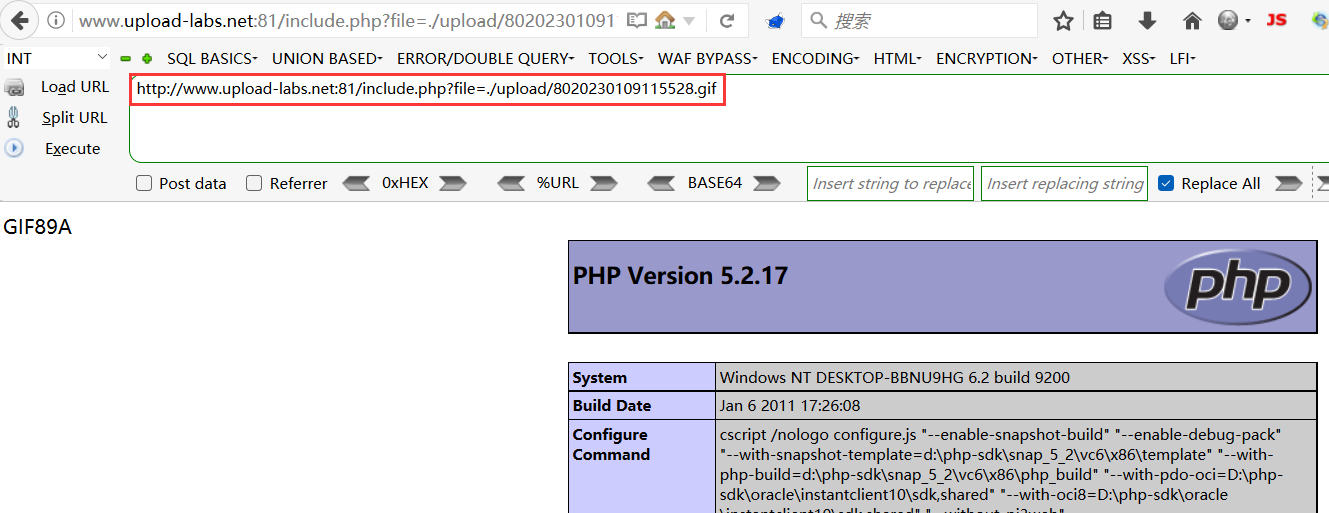 www.upload-labs.net:81/include.php?file=./upload/80202301091
搜索
JS
INT
SQL BASICS UNION BASED ERROR/DOUBLE QUERY TOOLS WAF BYPASS ENCODING HTML ENCRYPTION OTHER XSS LFI
Load URL
http://www.upload-labs.net:81/include.php?file=./upload/8020230109115528.gif
Split URL
Execute
Post data Referrer 0xHEX %URL BASE64 Insert string to replace Insert replacing string Replace All
GIF89A
PHP Version 5.2.17
php
System Windows NT DESKTOP-BBNU9HG 6.2 build 9200
Build Date Jan 6 2011 17:26:08
Configure Command cscript /nologo configure.js "--enable-snapshot-build" "--enable-debug-pack"
"--with-snapshot-template=d:\php-sdk\snap_5_2\vc6\x86\template" "--with-
php-build=d:\php-sdk\snap_5_2\vc6\x86\php_build" "--with-pdo-oci=D:\php-
sdk\oracle\instantclient10\sdk,shared" "--with-oci8=D:\php-sdk\oracle
\instantclient10\sdk,shared" "--without-pi3web"